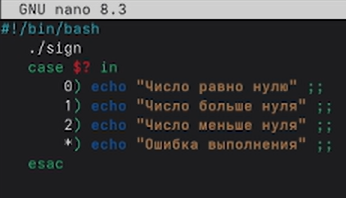 GNU nano 8.3
#!/bin/bash
./sign
case $? in
0) echo "Число равно нулю" ;;
1) echo "Число больше нуля" ;;
2) echo "Число меньше нуля" ;;
*) echo "Ошибка выполнения" ;;
esac